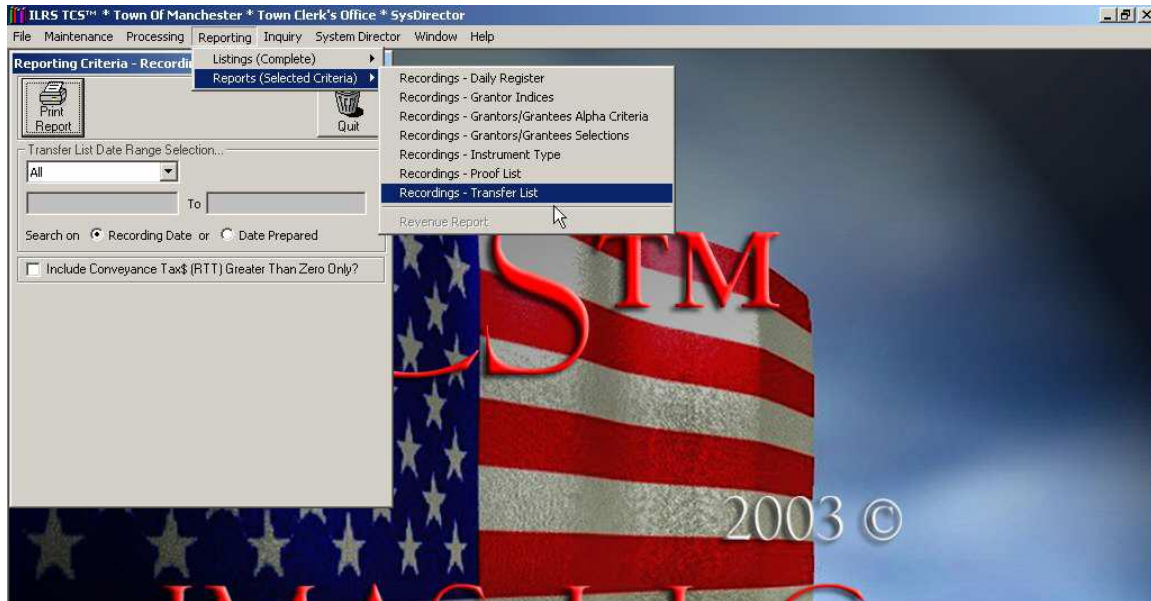 ILRS TCS™ * Town Of Manchester * Town Clerk's Office * SysDirector
File Maintenance Processing Reporting Inquiry System Director Window Help
Reporting Criteria - Recordi
Listings (Complete)
Reports (Selected Criteria)
Print
Report
Quit
Recordings - Daily Register
Recordings - Grantor Indices
Recordings - Grantors/Grantees Alpha Criteria
Recordings - Grantors/Grantees Selections
Recordings - Instrument Type
Recordings - Proof List
Recordings - Transfer List
Revenue Report
Transfer List Date Range Selection...
All
To
Search on Recording Date or Date Prepared
Include Conveyance Tax$ (RTT) Greater Than Zero Only?
S TM
2003 ©